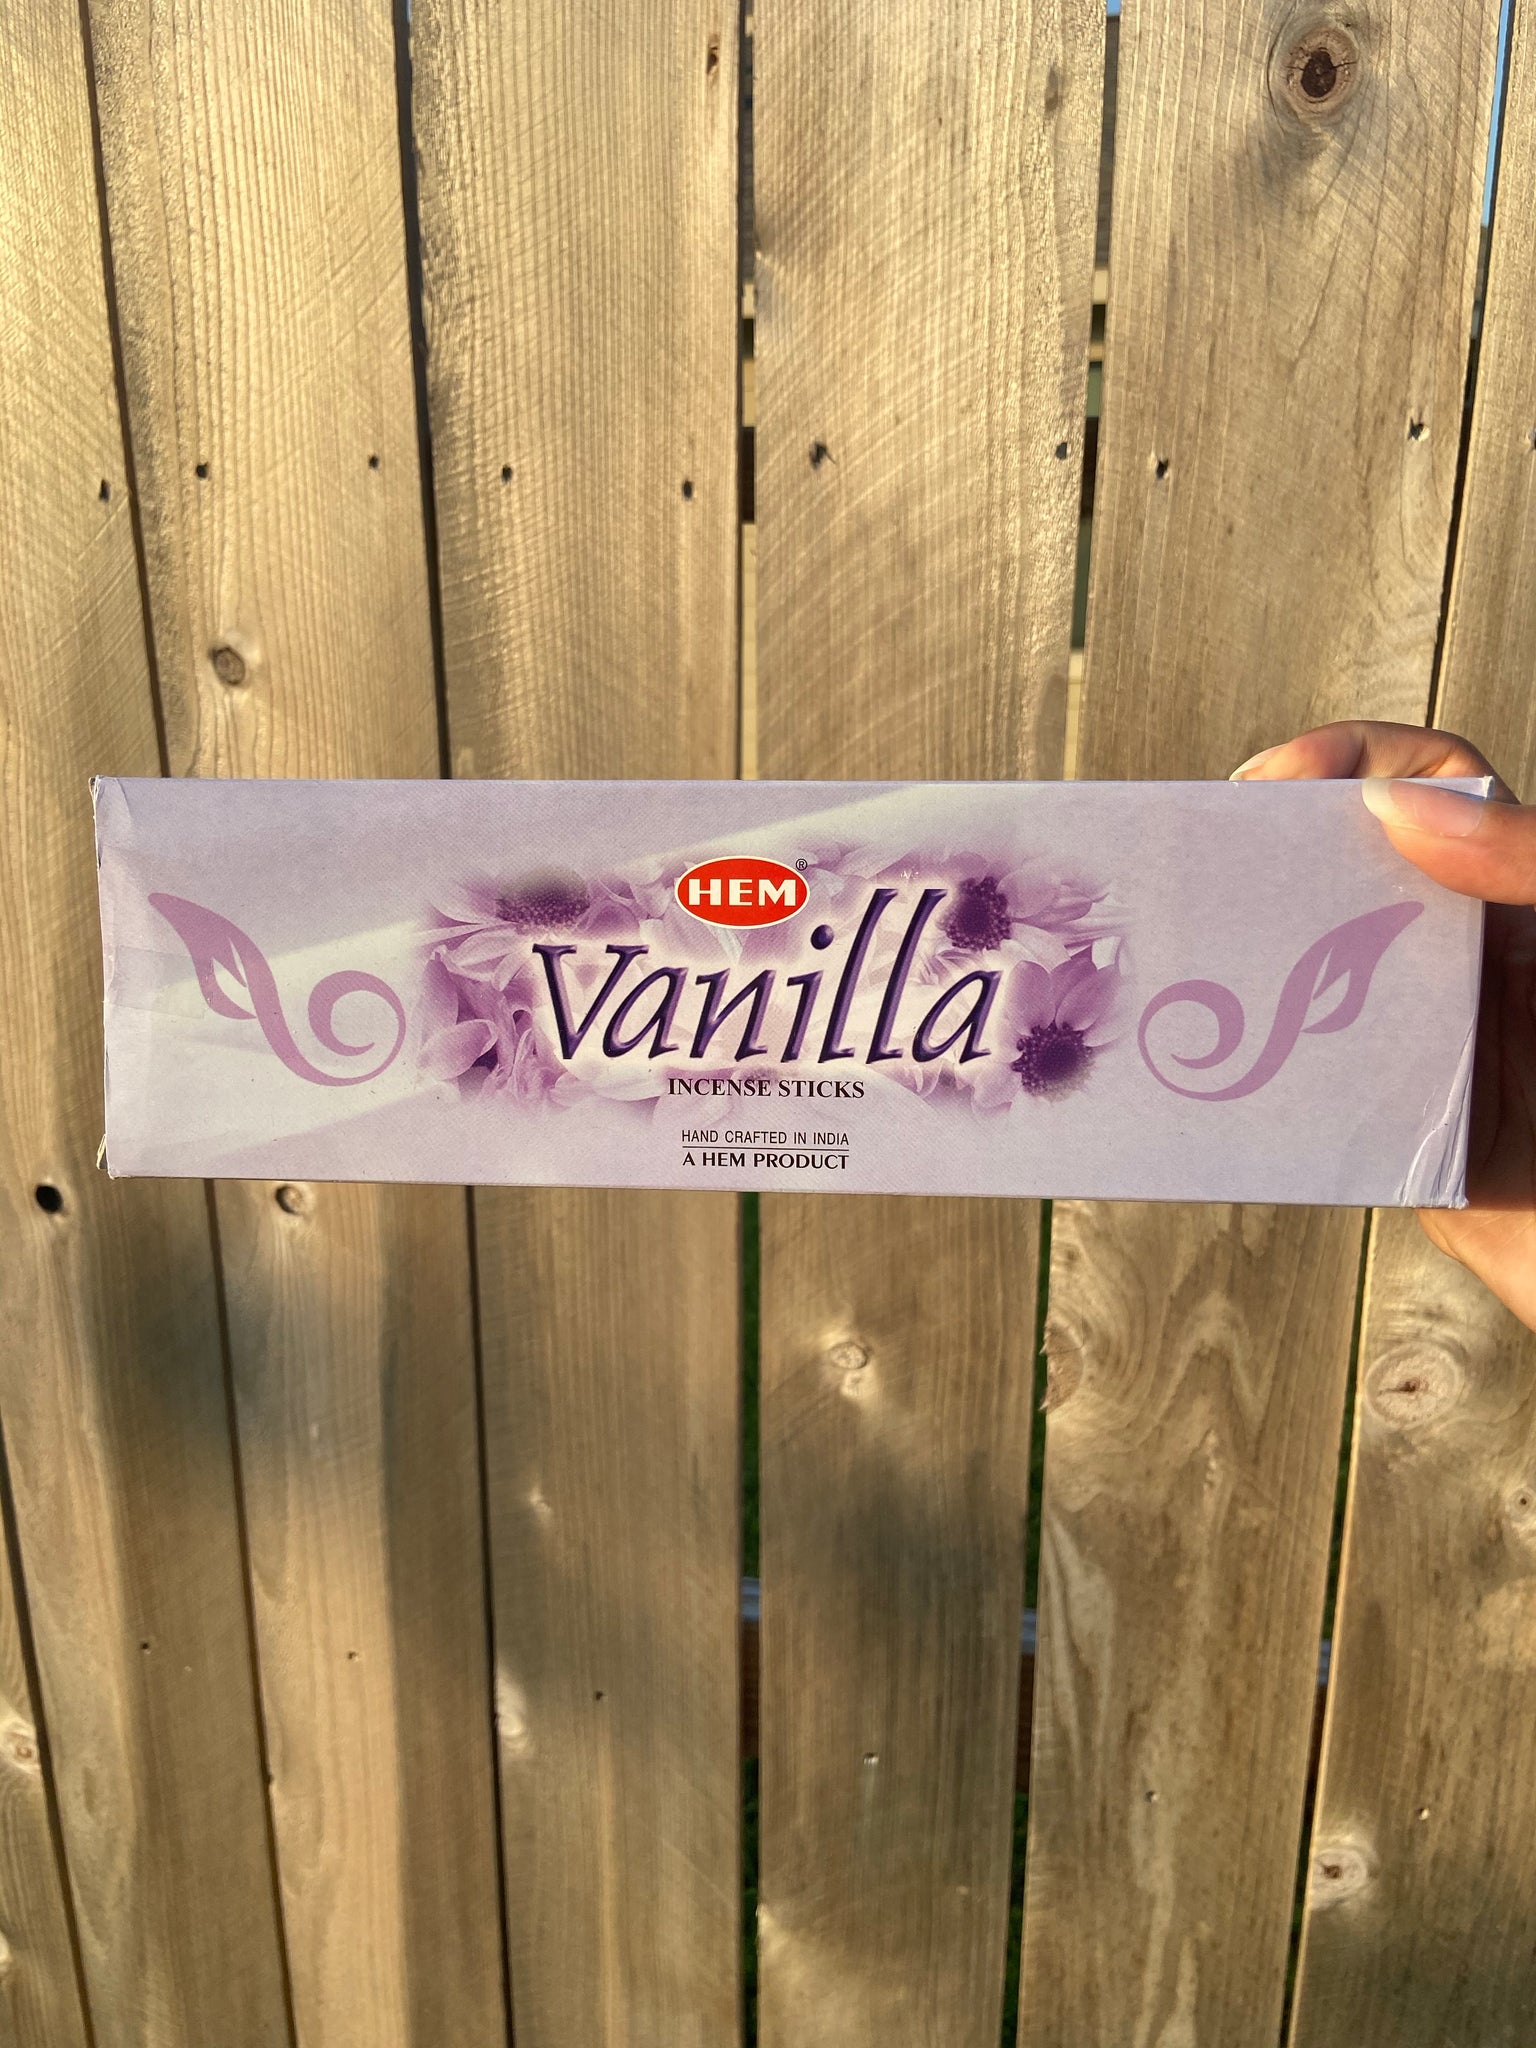 HEM®
Vanilla
INCENSE STICKS
HAND CRAFTED IN INDIA
A HEM PRODUCT